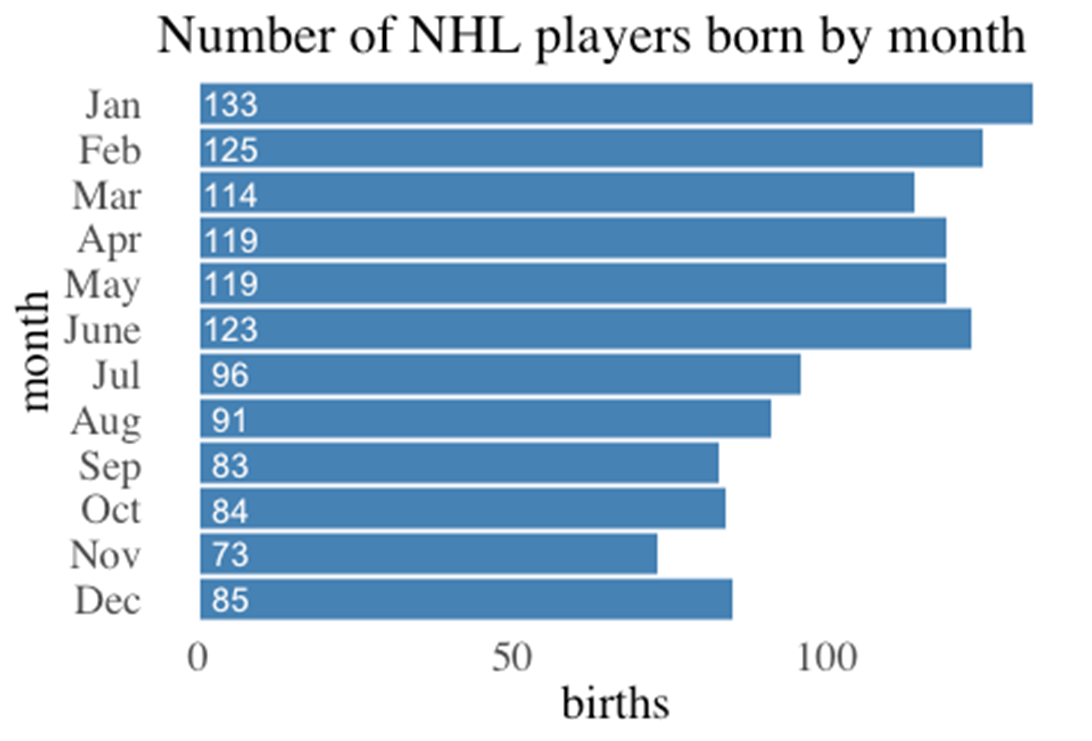 Number of NHL players born by month
Jan 133
Feb 125
Mar 114
Apr 119
May 119
June 123
Jul 96
Aug 91
Sep 83
Oct 84
Nov 73
Dec 85
month
0 50 100
births